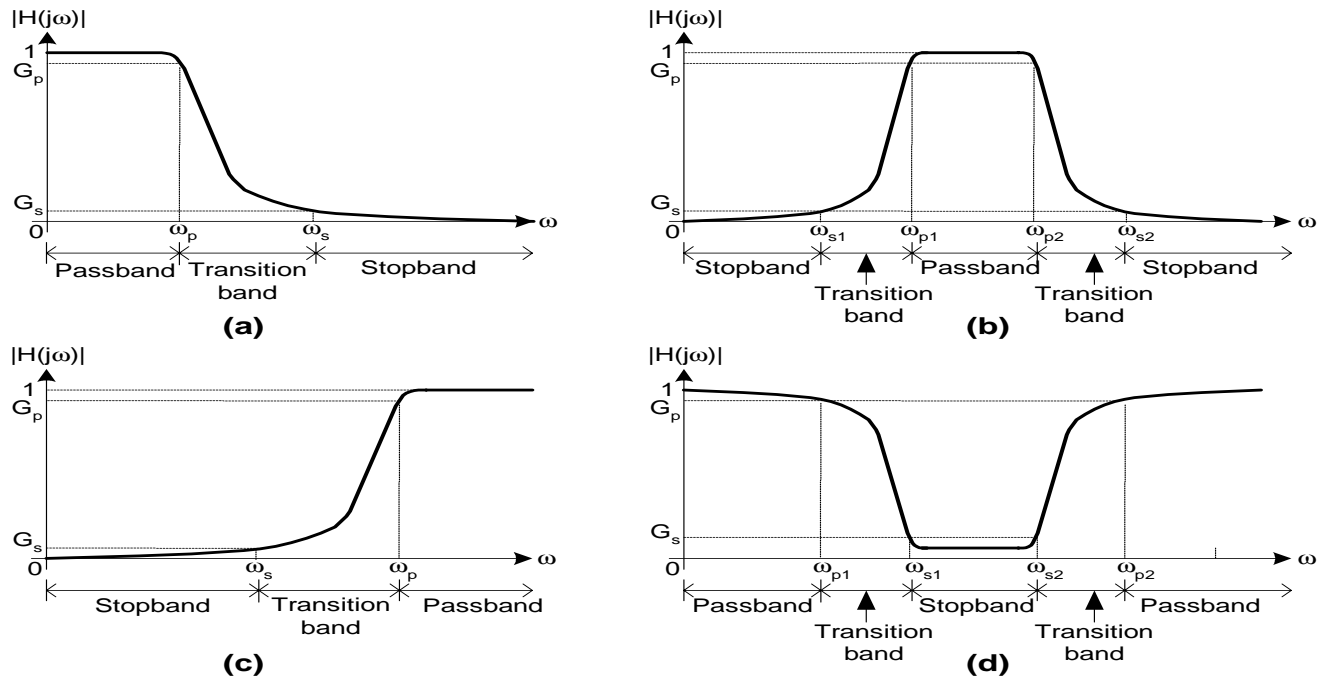 |H(jω)|
1
Gp
Gs
0
ωp
ωs
ω
Passband
Transition band
Stopband
(a)
|H(jω)|
1
Gp
Gs
0
ωs1
ωp1
ωp2
ωs2
ω
Stopband
Passband
Stopband
Transition band
Transition band
(b)
|H(jω)|
1
Gp
Gs
0
ωs
ωp
ω
Stopband
Transition band
Passband
(c)
|H(jω)|
1
Gp
Gs
0
ωp1
ωs1
ωs2
ωp2
ω
Passband
Stopband
Passband
Transition band
Transition band
(d)